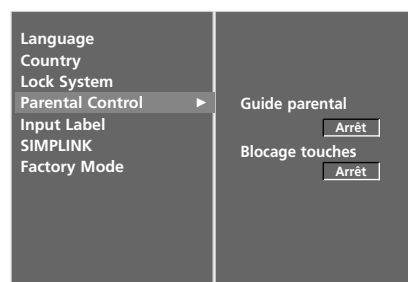 Language
Country
Lock System
Parental Control ►
Input Label
SIMPLINK
Factory Mode
Guide parental
Arrêt
Blocage touches
Arrêt